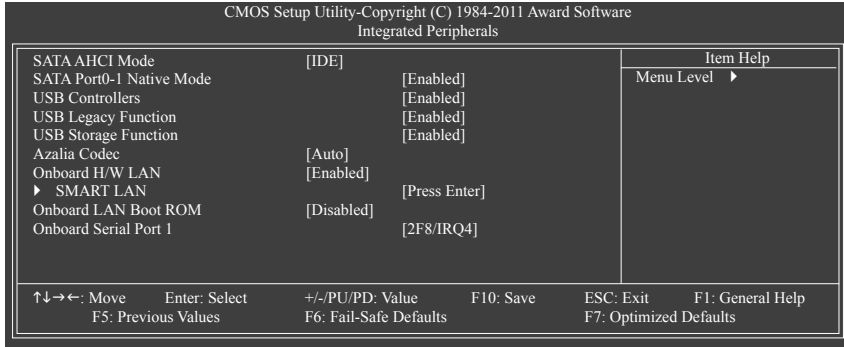 CMOS Setup Utility-Copyright (C) 1984-2011 Award Software
Integrated Peripherals
SATA AHCI Mode [IDE] Item Help
SATA Port0-1 Native Mode [Enabled] Menu Level ▶
USB Controllers [Enabled]
USB Legacy Function [Enabled]
USB Storage Function [Enabled]
Azalia Codec [Auto]
Onboard H/W LAN [Enabled]
▶ SMART LAN [Press Enter]
Onboard LAN Boot ROM [Disabled]
Onboard Serial Port 1 [2F8/IRQ4]
↑↓→←: Move Enter: Select +/-/PU/PD: Value F10: Save ESC: Exit F1: General Help
F5: Previous Values F6: Fail-Safe Defaults F7: Optimized Defaults